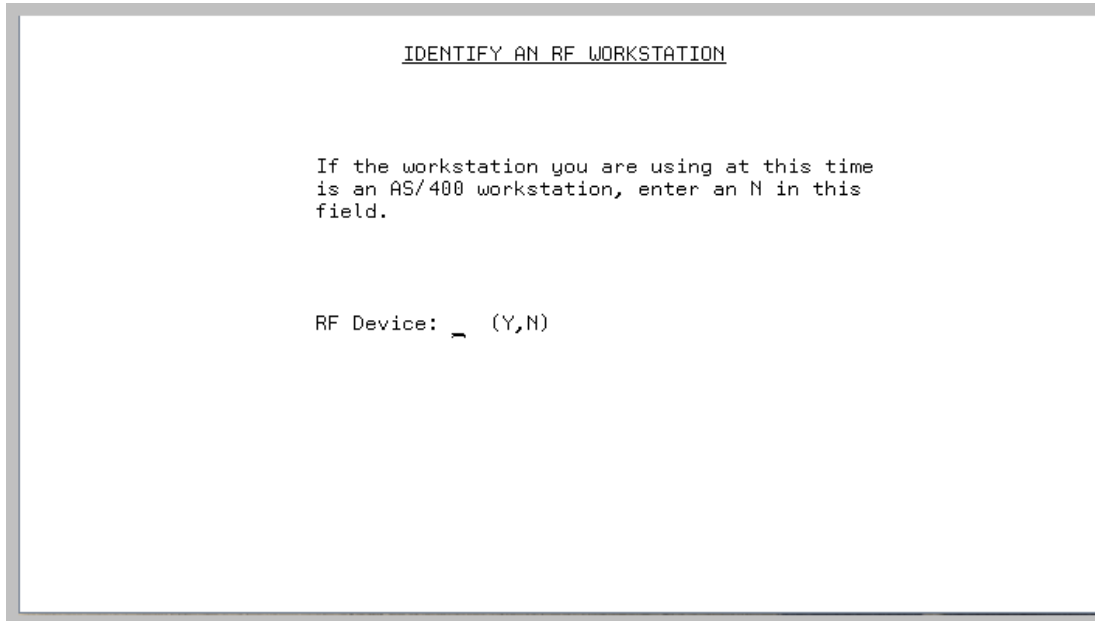 IDENTIFY AN RF WORKSTATION
If the workstation you are using at this time
is an AS/400 workstation, enter an N in this
field.
RF Device: _ (Y,N)